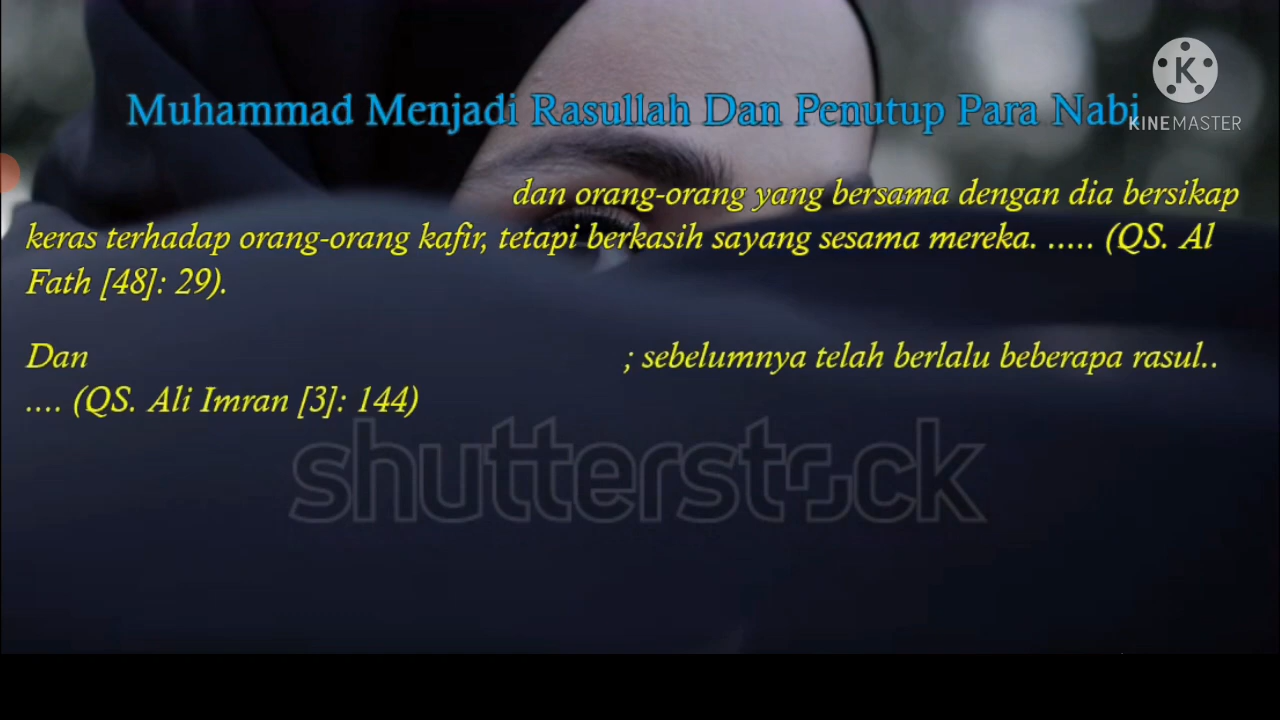 Muhammad Menjadi Rasullah Dan Penutup Para Nabi
KINEMASTER
dan orang-orang yang bersama dengan dia bersikap
keras terhadap orang-orang kafir, tetapi berkasih sayang sesama mereka. ..... (QS. Al
Fath [48]: 29).
Dan ; sebelumnya telah berlalu beberapa rasul..
.... (QS. Ali Imran [3]: 144)
shutterstock